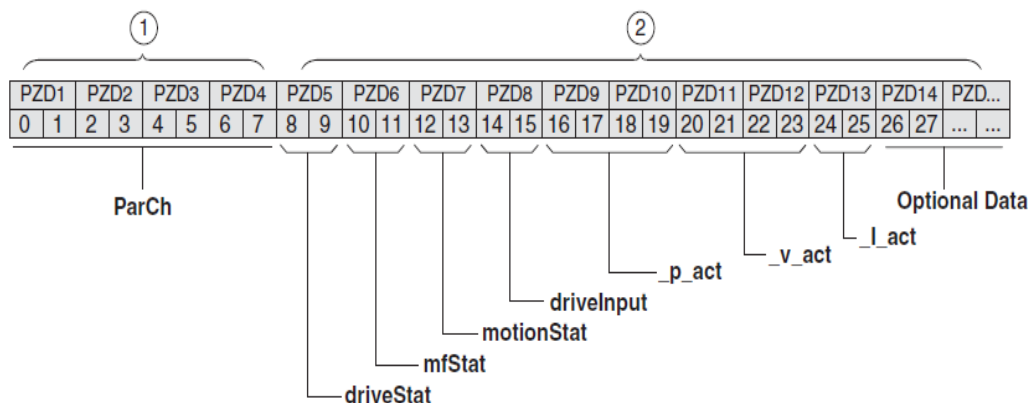 ① ②
PZD1 PZD2 PZD3 PZD4 PZD5 PZD6 PZD7 PZD8 PZD9 PZD10 PZD11 PZD12 PZD13 PZD14 PZD...
0 1 2 3 4 5 6 7 8 9 10 11 12 13 14 15 16 17 18 19 20 21 22 23 24 25 26 27 ... ...
ParCh
Optional Data
_I_act
_v_act
_p_act
driveInput
motionStat
mfStat
driveStat